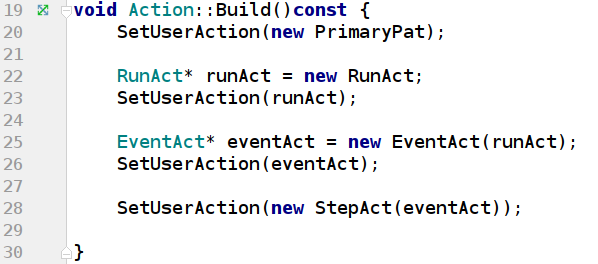 19 void Action::Build()const {
20 SetUserAction(new PrimaryPat);
21
22 RunAct* runAct = new RunAct;
23 SetUserAction(runAct);
24
25 EventAct* eventAct = new EventAct(runAct);
26 SetUserAction(eventAct);
27
28 SetUserAction(new StepAct(eventAct));
29
30 }